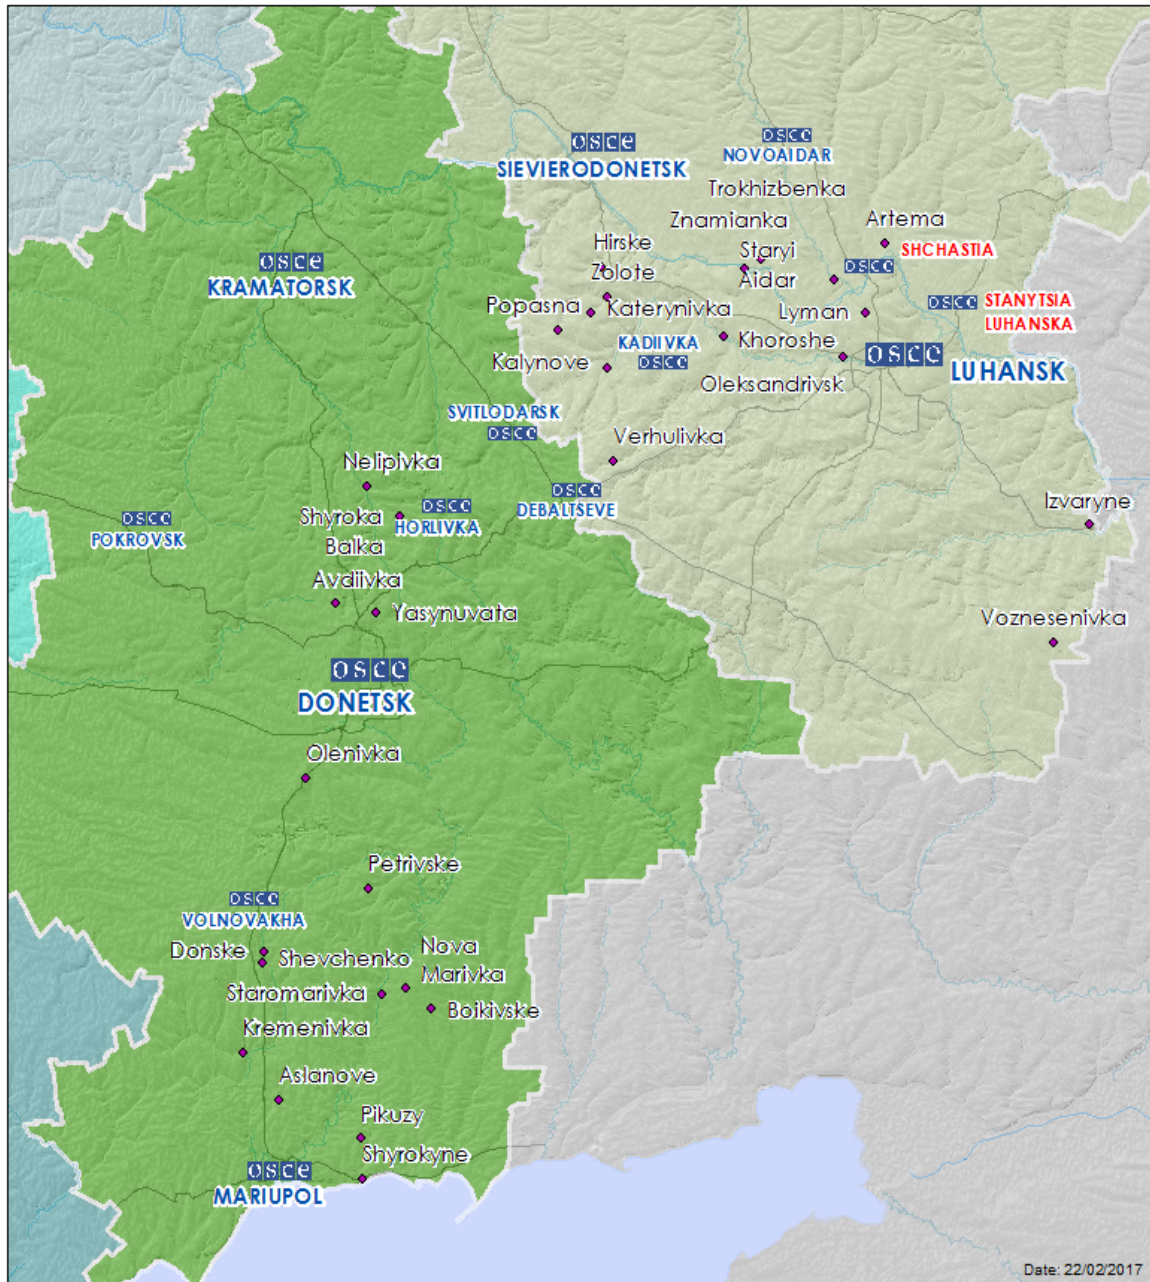 osce
SIEVIERODONETSK
osce
NOVOAIDAR
Trokhizbenka
Znamianka
Artema
Hirske
Staryi
Aidar
SHCHASTIA
osce
Zolote
osce
KRAMATORSK
Popasna
Katerynivka
Lyman
osce
STANYTSIA
LUHANSKA
KADIIVKA
osce
Khoroshe
Kalynove
osce
LUHANSK
Oleksandrivsk
SVITLODARSK
osce
Verhulivka
Nelipivka
osce
DEBALTSEVE
Izvaryne
osce
HORLIVKA
Shyroka
Balka
osce
POKROVSK
Avdiivka
Yasynuvata
Voznesenivka
osce
DONETSK
Olenivka
Petrivske
osce
VOLNOVAKHA
Donske
Shevchenko
Nova
Marivka
Staromarivka
Boikivske
Kremenivka
Aslanove
Pikuzy
Shyrokyne
osce
MARIUPOL
Date: 22/02/2017